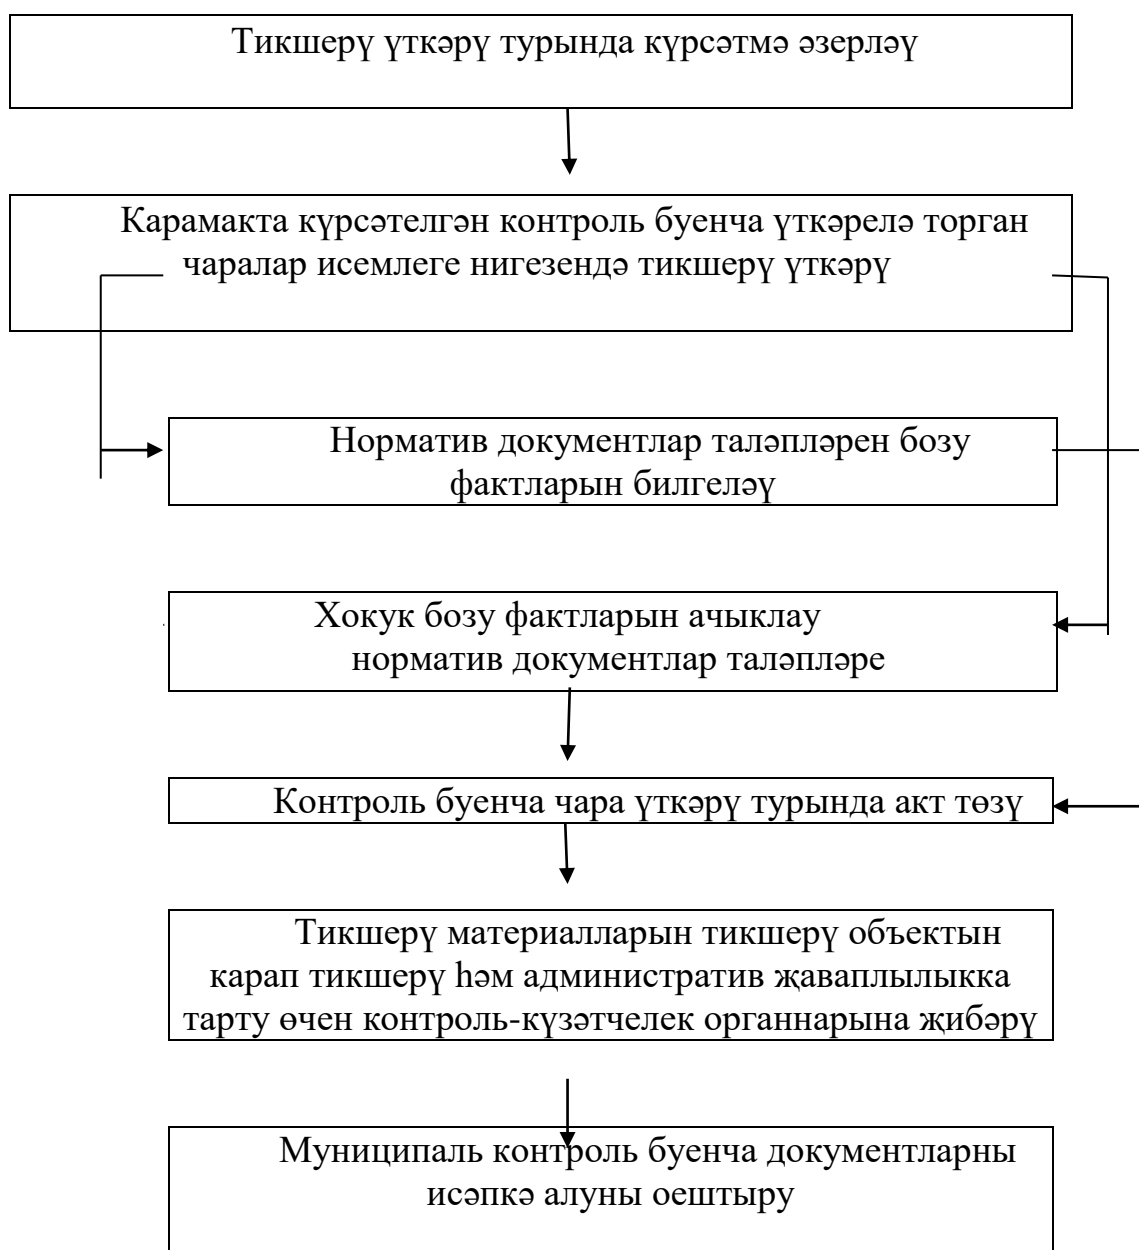 Тикшерү үткәрү турында күрсәтмә әзерләү
Карамакта күрсәтелгән контроль буенча үткәрелә торган
чаралар исемлеге нигезендә тикшерү үткәрү
Норматив документлар таләпләрен бозу
фактларын билгеләү
Хокук бозу фактларын ачыклау
норматив документлар таләпләре
Контроль буенча чара үткәрү турында акт төзү
Тикшерү материалларын тикшерү объектын
карап тикшерү һәм административ җаваплылыкка
тарту өчен контроль-күзәтчелек органнарына җибәрү
Муниципаль контроль буенча документларны
исәпкә алуны оештыру